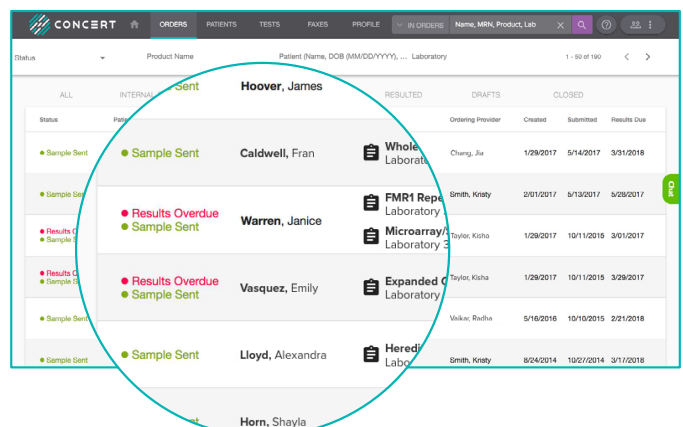 CONCERT ORDERS PATIENTS TESTS FAXES PROFILE IN ORDERS Name, MRN, Product, Lab
Status Product Name Patient (Name, DOB (MM/DD/YYYY), ... Laboratory 1 - 50 of 190
ALL INTERNAL RESULTED DRAFTS CLOSED
Status Ordering Provider Created Submitted Results Due
Sent Hoover, James
Sample Sent Sample Sent Caldwell, Fran Whole Chang, Jia 1/29/2017 5/14/2017 3/31/2018
Laborat
Sample Sen Smith, Kristy 2/01/2017 5/13/2017 5/28/2017
Chat
FMR1 Repe
Results Overdue Laboratory
Sample Sent Warren, Janice Microarray/S
Results O Taylor, Kisha 1/29/2017 10/11/2015 3/01/2017
Sample S Laboratory 3
Results O Results Overdue Vasquez, Emily Expanded C Taylor, Kisha 1/29/2017 10/11/2015 3/29/2017
Sample Se Sample Sent Laboratory
Sample Sent Vaikar, Radha 5/16/2016 10/10/2015 2/21/2018
Sample Sent Sample Sent Lloyd, Alexandra Heredi Smith, Kristy 8/24/2014 10/27/2014 3/17/2018
Labo
Horn, Shayla